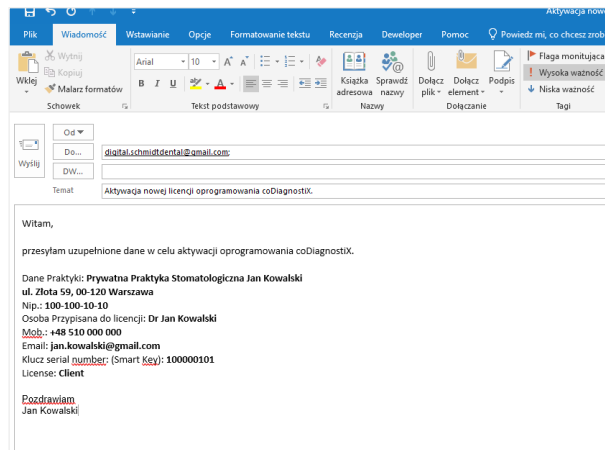 Aktywacja nowe
Plik Wiadomość Wstawianie Opcje Formatowanie tekstu Recenzja Deweloper Pomoc Powiedz mi, co chcesz zrob
Wklej
Wytnij
Kopiuj
Malarz formatów
Schowek
Arial 10 A A
B I U A
Tekst podstawowy
Książka adresowa
Sprawdź nazwy
Nazwy
Dołącz plik
Dołącz element
Podpis
Dołączanie
Flaga monitująca
Wysoka ważność
Niska ważność
Tagi
Wyślij
Od
Do... digital.schmidtdental@gmail.com;
DW...
Temat Aktywacja nowej licencji oprogramowania coDiagnostiX.
Witam,
przesyłam uzupełnione dane w celu aktywacji oprogramowania coDiagnostiX.
Dane Praktyki: Prywatna Praktyka Stomatologiczna Jan Kowalski
ul. Złota 59, 00-120 Warszawa
Nip.: 100-100-10-10
Osoba Przypisana do licencji: Dr Jan Kowalski
Mob.: +48 510 000 000
Email: jan.kowalski@gmail.com
Klucz serial number: (Smart Key): 100000101
License: Client
Pozdrawiam
Jan Kowalski